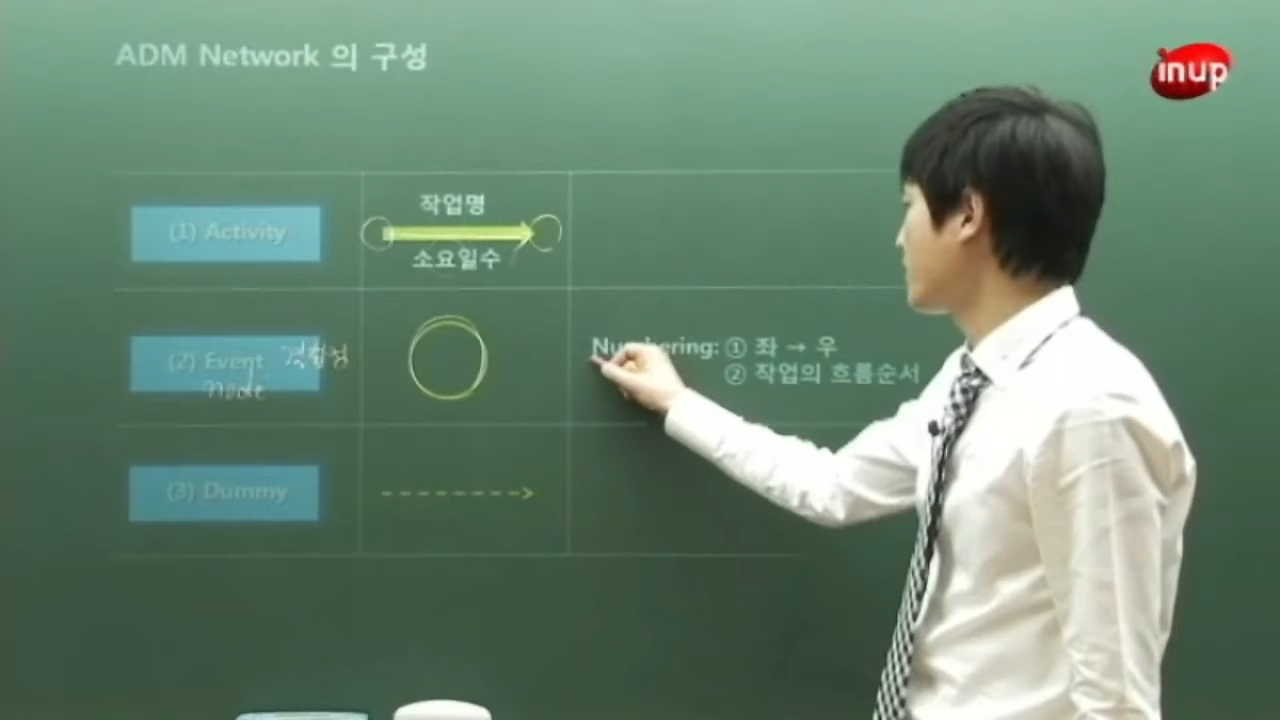 ADM Network 의 구성
inup
작업명
(1) Activity
소요일수
(2) Event 결합점
node
Numbering: ① 좌 → 우
② 작업의 흐름순서
(3) Dummy